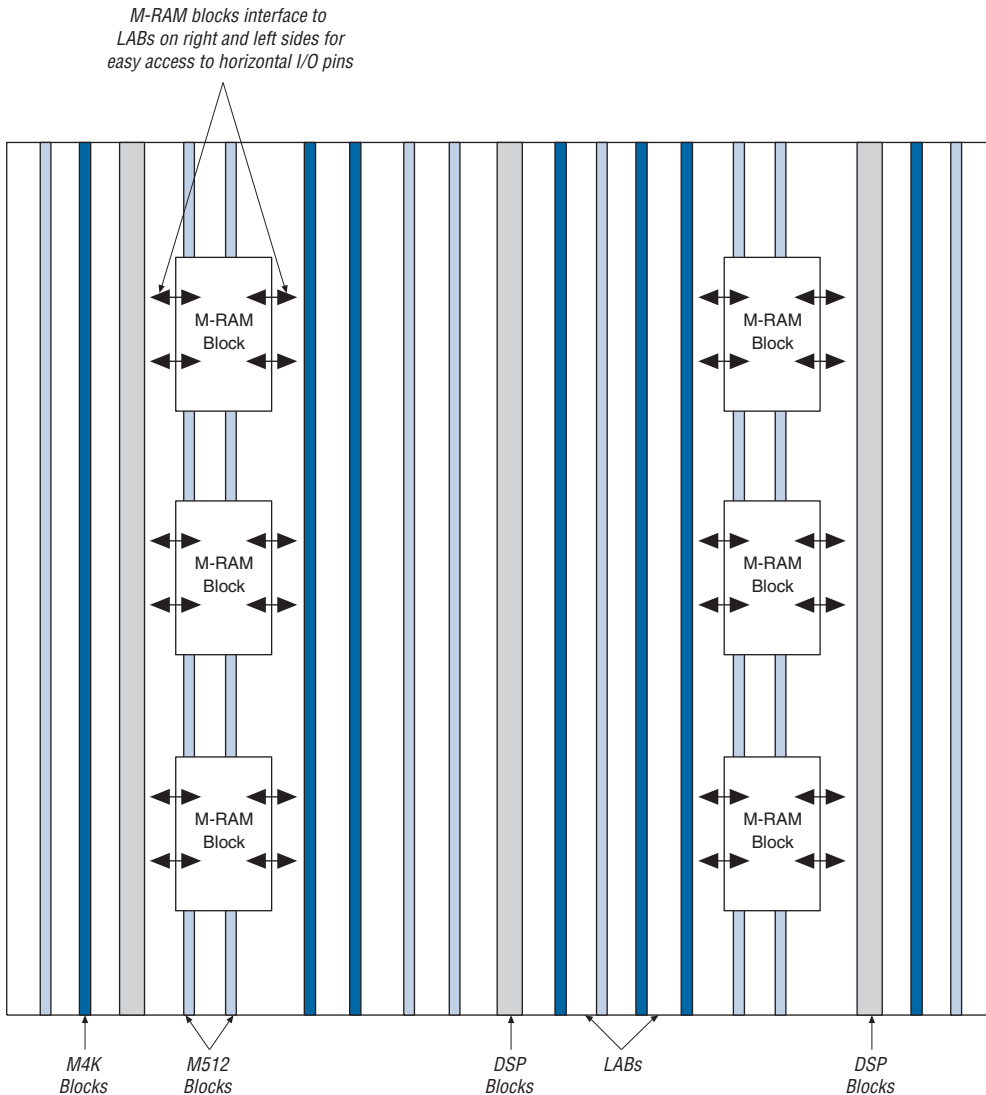 M-RAM blocks interface to
LABs on right and left sides for
easy access to horizontal I/O pins
M-RAM
Block
M-RAM
Block
M-RAM
Block
M-RAM
Block
M-RAM
Block
M-RAM
Block
M4K
Blocks
M512
Blocks
DSP
Blocks
LABs
DSP
Blocks